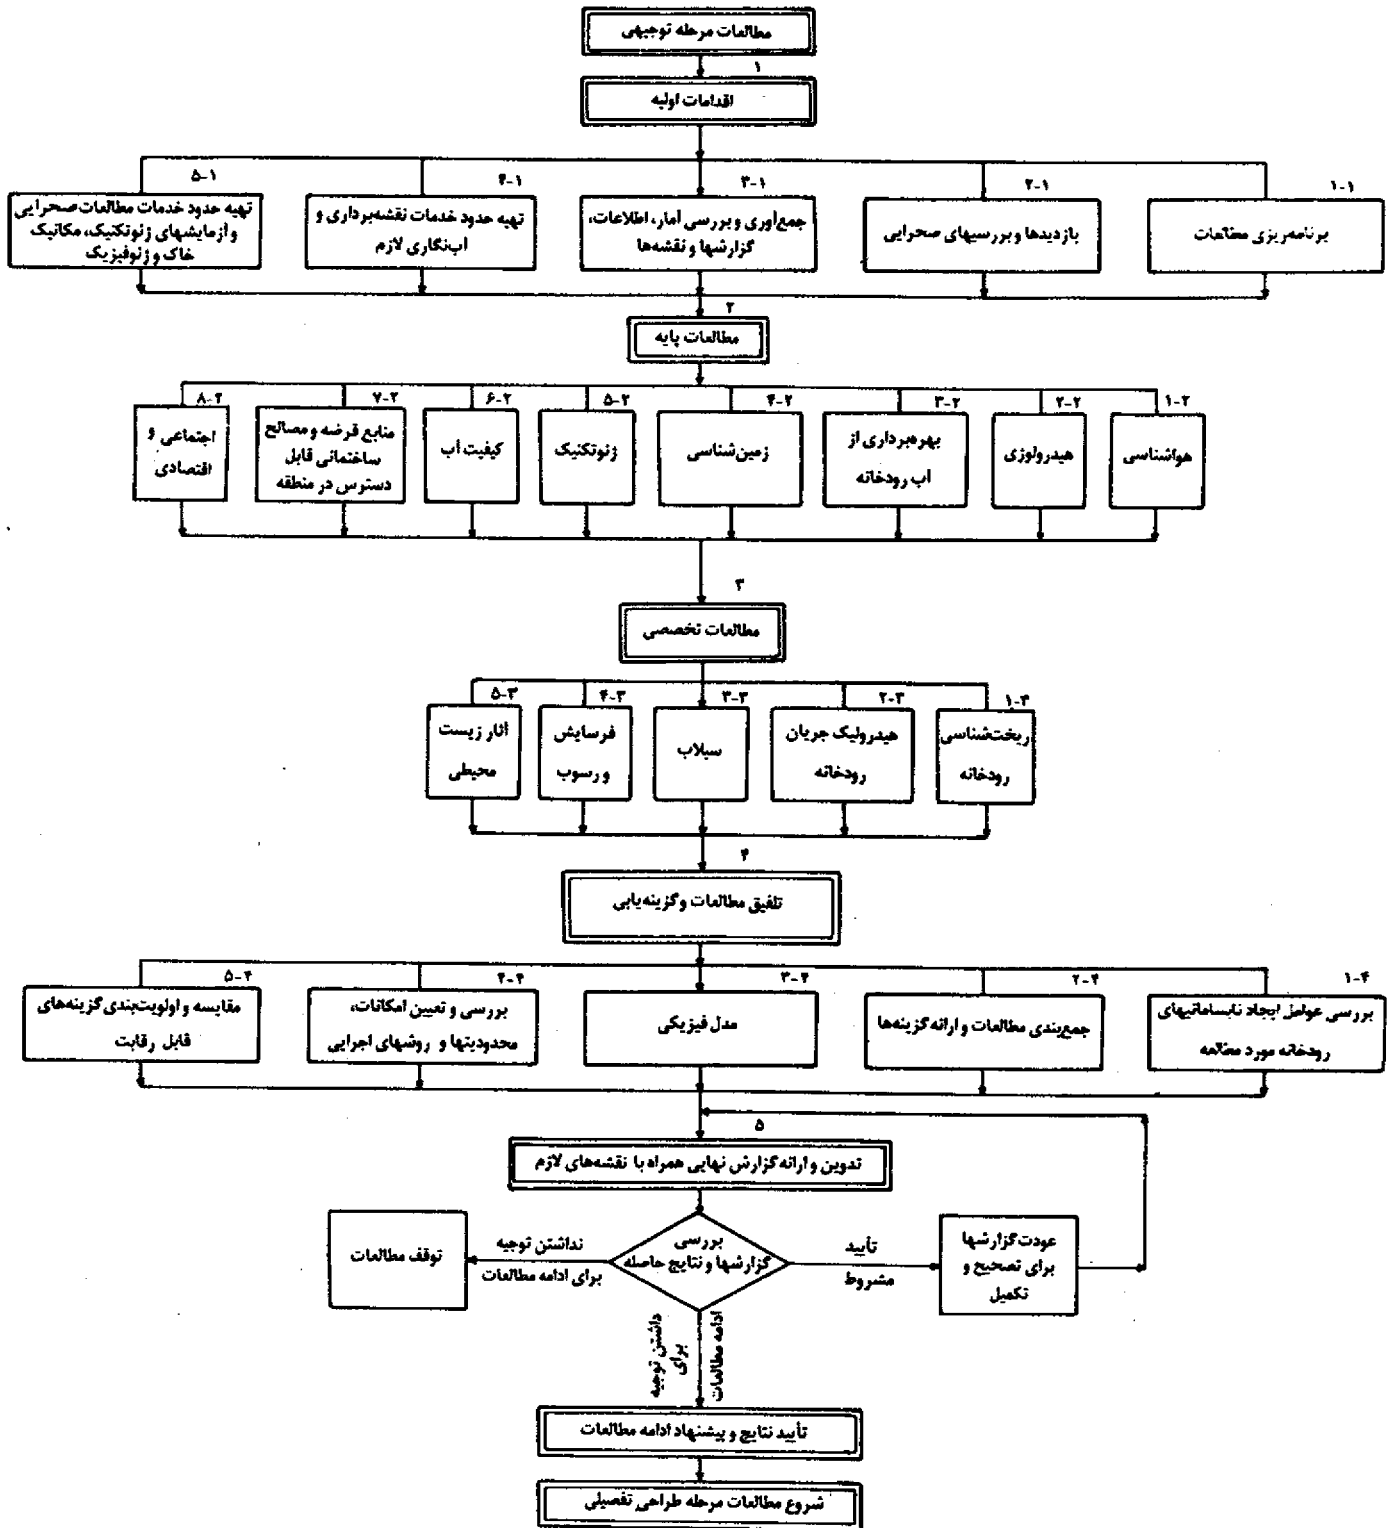 مطالعات مرحله توجیهی
۱
اقدامات اولیه
۱-۱
برنامه‌ریزی مطالعات
۲-۱
بازدیدها و بررسیهای صحرایی
۳-۱
جمع‌آوری و بررسی آمار، اطلاعات،
گزارشها و نقشه‌ها
۴-۱
تهیه حدود خدمات نقشه‌برداری و
آب‌نگاری لازم
۵-۱
تهیه حدود خدمات مطالعات صحرایی
و آزمایشهای ژئوتکنیک، مکانیک
خاک و ژئوفیزیک
۲
مطالعات پایه
۱-۲
هواشناسی
۲-۲
هیدرولوژی
۳-۲
بهره‌برداری از
آب رودخانه
۴-۲
زمین‌شناسی
۵-۲
ژئوتکنیک
۶-۲
کیفیت آب
۷-۲
منابع قرضه و مصالح
ساختمانی قابل
دسترس در منطقه
۸-۲
اجتماعی و
اقتصادی
۳
مطالعات تخصصی
۱-۳
ریخت‌شناسی
رودخانه
۲-۳
هیدرولیک جریان
رودخانه
۳-۳
سیلاب
۴-۳
فرسایش
و رسوب
۵-۳
آثار زیست
محیطی
۴
تلفیق مطالعات و گزینه‌یابی
۱-۴
بررسی عوامل ایجاد نابسامانیهای
رودخانه مورد مطالعه
۲-۴
جمع‌بندی مطالعات و ارائه گزینه‌ها
۳-۴
مدل فیزیکی
۴-۴
بررسی و تعیین امکانات،
محدودیتها و روشهای اجرایی
۵-۴
مقایسه و اولویت‌بندی گزینه‌های
قابل رقابت
۵
تدوین و ارائه گزارش نهایی همراه با نقشه‌های لازم
بررسی
گزارشها و نتایج حاصله
تأیید
مشروط
عودت گزارشها
برای تصحیح و
تکمیل
نداشتن توجیه
برای ادامه مطالعات
توقف مطالعات
داشتن توجیه
برای
ادامه مطالعات
تأیید نتایج و پیشنهاد ادامه مطالعات
شروع مطالعات مرحله طراحی تفصیلی